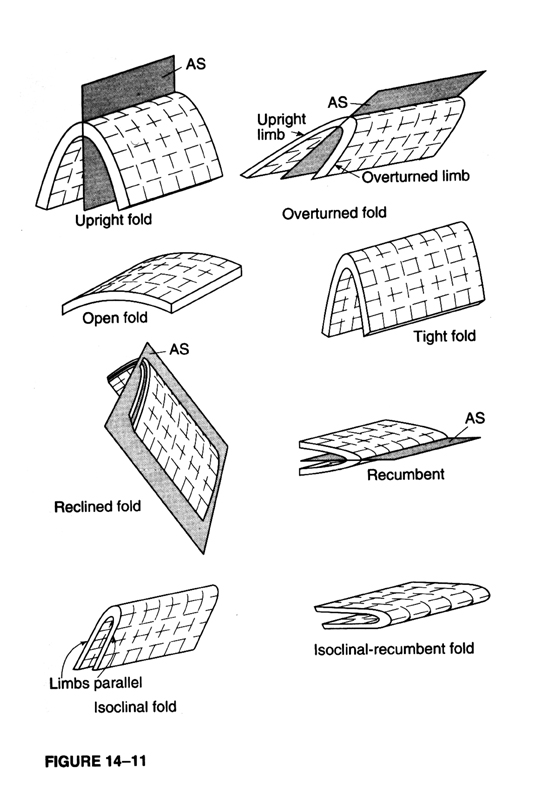 AS
Upright fold
AS
Upright
limb
Overturned limb
Overturned fold
Open fold
Tight fold
AS
Reclined fold
AS
Recumbent
Limbs parallel
Isoclinal fold
Isoclinal-recumbent fold
FIGURE 14–11